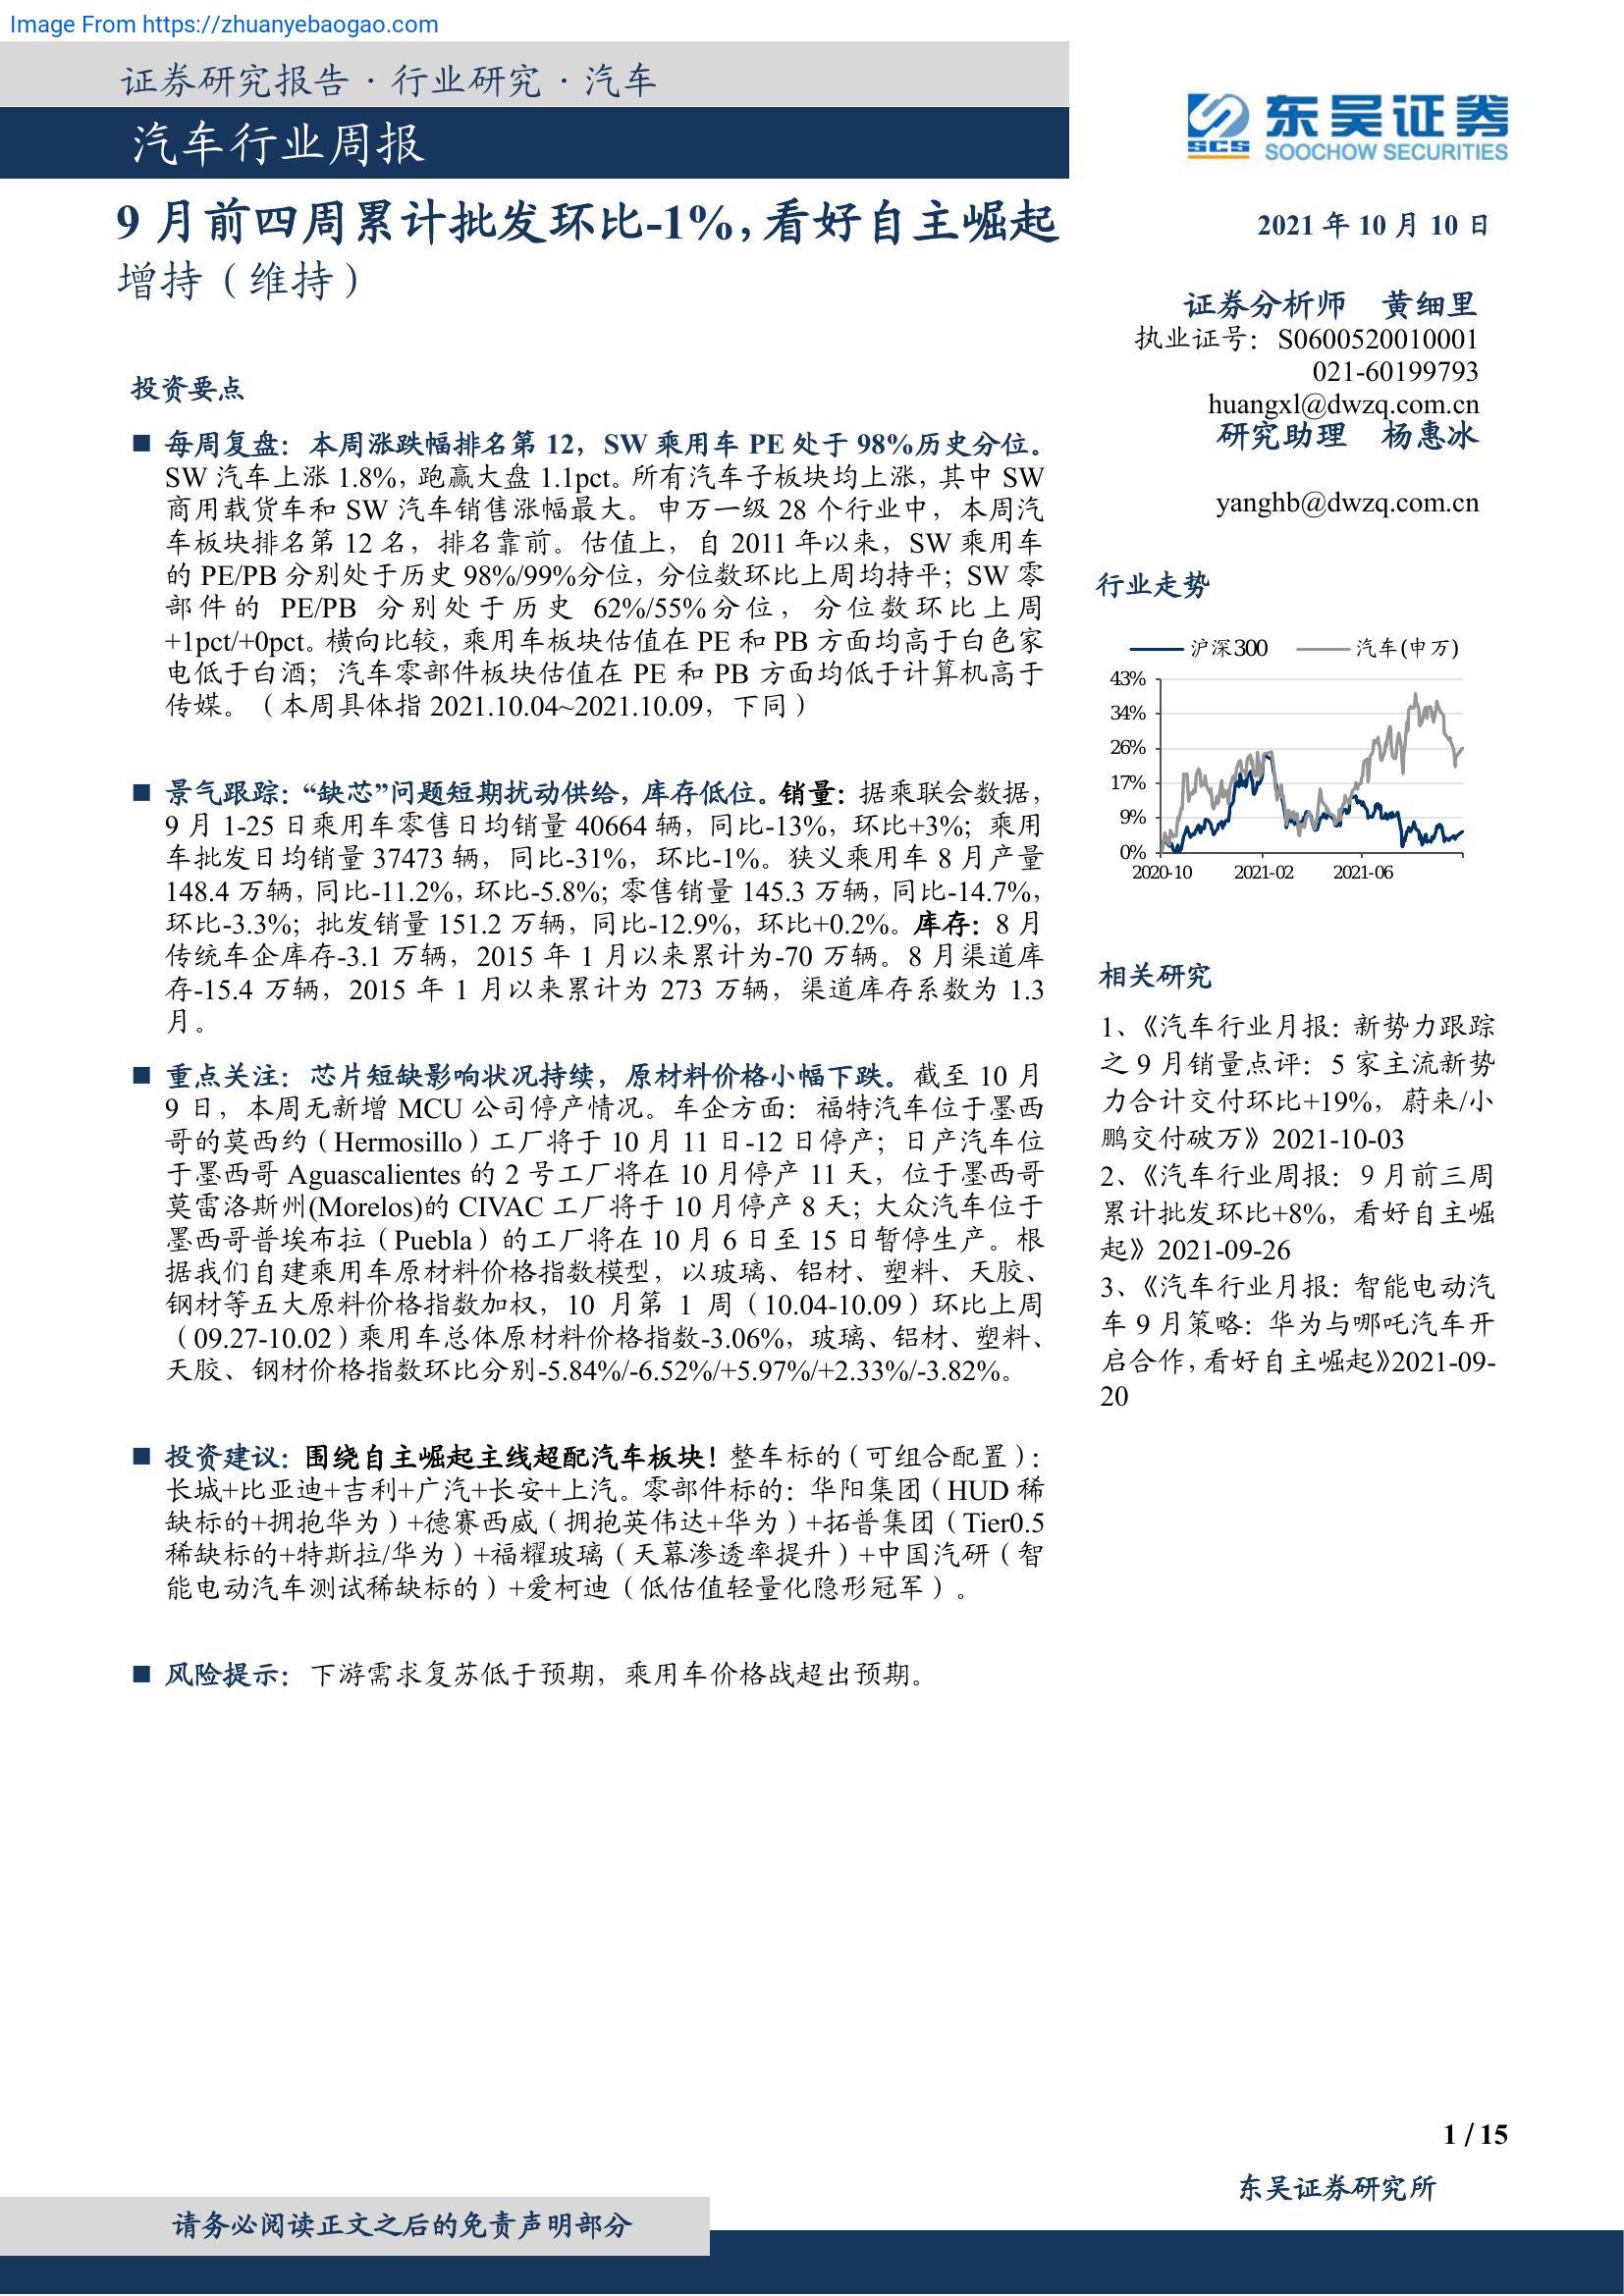 Image From https://zhuanyebaogao.com
证券研究报告·行业研究·汽车
汽车行业周报
东吴证券
SCS
SOOCHOW SECURITIES
9 月前四周累计批发环比-1%，看好自主崛起
增持（维持）
2021 年 10 月 10 日
证券分析师 黄细里
执业证号：S0600520010001
021-60199793
huangxl@dwzq.com.cn
研究助理 杨惠冰
yanghb@dwzq.com.cn
投资要点
■ 每周复盘：本周涨跌幅排名第 12，SW 乘用车 PE 处于 98%历史分位。
SW 汽车上涨 1.8%，跑赢大盘 1.1pct。所有汽车子板块均上涨，其中 SW
商用载货车和 SW 汽车销售涨幅最大。申万一级 28 个行业中，本周汽
车板块排名第 12 名，排名靠前。估值上，自 2011 年以来，SW 乘用车
的 PE/PB 分别处于历史 98%/99%分位，分位数环比上周均持平；SW 零
部件的 PE/PB 分别处于历史 62%/55%分位，分位数环比上周
+1pct/+0pct。横向比较，乘用车板块估值在 PE 和 PB 方面均高于白色家
电低于白酒；汽车零部件板块估值在 PE 和 PB 方面均低于计算机高于
传媒。（本周具体指 2021.10.04~2021.10.09，下同）
■ 景气跟踪：“缺芯”问题短期扰动供给，库存低位。销量：据乘联会数据，
9 月 1-25 日乘用车零售日均销量 40664 辆，同比-13%，环比+3%；乘用
车批发日均销量 37473 辆，同比-31%，环比-1%。狭义乘用车 8 月产量
148.4 万辆，同比-11.2%，环比-5.8%；零售销量 145.3 万辆，同比-14.7%，
环比-3.3%；批发销量 151.2 万辆，同比-12.9%，环比+0.2%。库存：8 月
传统车企库存-3.1 万辆，2015 年 1 月以来累计为-70 万辆。8 月渠道库
存-15.4 万辆，2015 年 1 月以来累计为 273 万辆，渠道库存系数为 1.3
月。
■ 重点关注：芯片短缺影响状况持续，原材料价格小幅下跌。截至 10 月
9 日，本周无新增 MCU 公司停产情况。车企方面：福特汽车位于墨西
哥的莫西约（Hermosillo）工厂将于 10 月 11 日-12 日停产；日产汽车位
于墨西哥 Aguascalientes 的 2 号工厂将在 10 月停产 11 天，位于墨西哥
莫雷洛斯州(Morelos)的 CIVAC 工厂将于 10 月停产 8 天；大众汽车位于
墨西哥普埃布拉（Puebla）的工厂将在 10 月 6 日至 15 日暂停生产。根
据我们自建乘用车原材料价格指数模型，以玻璃、铝材、塑料、天胶、
钢材等五大原料价格指数加权，10 月第 1 周（10.04-10.09）环比上周
（09.27-10.02）乘用车总体原材料价格指数-3.06%，玻璃、铝材、塑料、
天胶、钢材价格指数环比分别-5.84%/-6.52%/+5.97%/+2.33%/-3.82%。
■ 投资建议：围绕自主崛起主线超配汽车板块！整车标的（可组合配置）：
长城+比亚迪+吉利+广汽+长安+上汽。零部件标的：华阳集团（HUD 稀
缺标的+拥抱华为）+德赛西威（拥抱英伟达+华为）+拓普集团（Tier0.5
稀缺标的+特斯拉/华为）+福耀玻璃（天幕渗透率提升）+中国汽研（智
能电动汽车测试稀缺标的）+爱柯迪（低估值轻量化隐形冠军）。
■ 风险提示：下游需求复苏低于预期，乘用车价格战超出预期。
行业走势
沪深300 汽车(申万)
43%
34%
26%
17%
9%
0%
2020-10 2021-02 2021-06
相关研究
1、《汽车行业月报：新势力跟踪
之 9 月销量点评：5 家主流新势
力合计交付环比+19%，蔚来/小
鹏交付破万》2021-10-03
2、《汽车行业周报：9 月前三周
累计批发环比+8%，看好自主崛
起》2021-09-26
3、《汽车行业月报：智能电动汽
车 9 月策略：华为与哪吒汽车开
启合作，看好自主崛起》2021-09-
20
1 / 15
东吴证券研究所
请务必阅读正文之后的免责声明部分